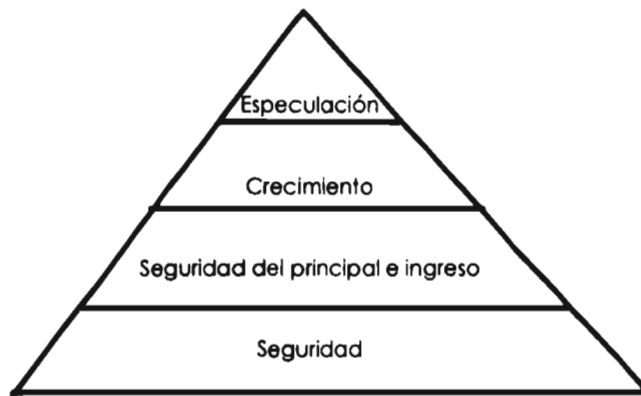 Especulación
Crecimiento
Seguridad del principal e ingreso
Seguridad